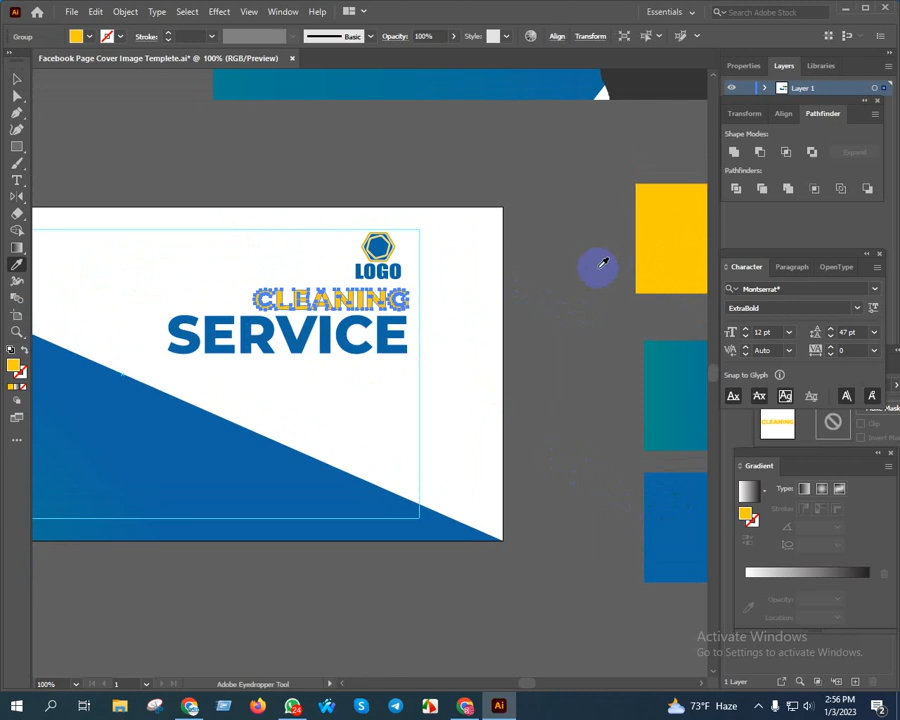 Ai File Edit Object Type Select Effect View Window Help Essentials Search Adobe Stock
Group Stroke: Basic Opacity: 100% Style: Align Transform
Facebook Page Cover Image Templete.ai* @ 100% (RGB/Preview)
Properties Layers Libraries
Layer 1
Transform Align Pathfinder
Shape Modes:
Expand
Pathfinders:
LOGO
CLEANING
SERVICE
Character Paragraph OpenType
Montserrat*
ExtraBold
12 pt 47 pt
Auto 0
Snap to Glyph
CLEANING
Clip
Invert Mask
Gradient
Type:
Stroke:
Opacity:
Location:
Activate Windows
Go to Settings to activate Windows.
100% 1 Adobe Eyedropper Tool 1 Layer
73°F Haze 2:56 PM
1/3/2023